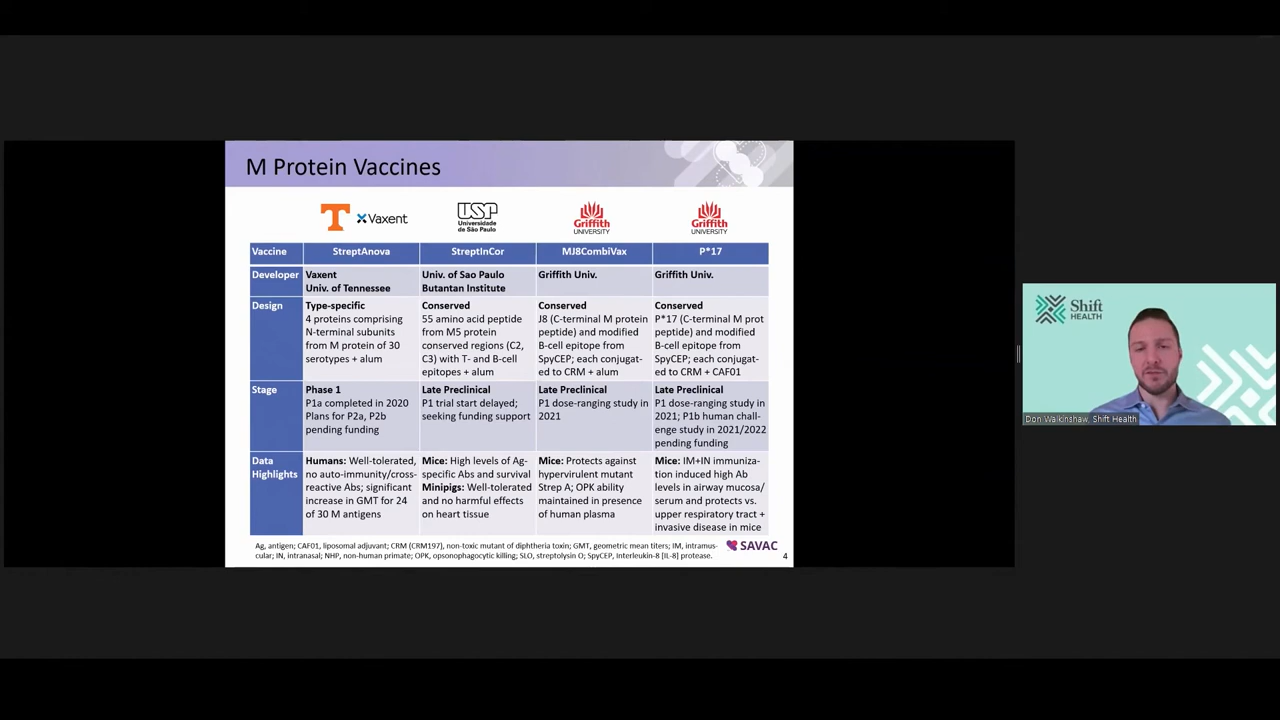 M Protein Vaccines
T Vaxent
USP
Universidade
de São Paulo
Griffith
UNIVERSITY
Griffith
UNIVERSITY
Vaccine StreptAnova StreptInCor MJ8CombiVax P*17
Developer
Vaxent
Univ. of Tennessee
Univ. of Sao Paulo
Butantan Institute
Griffith Univ.
Griffith Univ.
Design
Type-specific
4 proteins comprising
N-terminal subunits
from M protein of 30
serotypes + alum
Conserved
55 amino acid peptide
from M5 protein
conserved regions (C2,
C3) with T- and B-cell
epitopes + alum
Conserved
J8 (C-terminal M protein
peptide) and modified
B-cell epitope from
SpyCEP; each conjugat-
ed to CRM + alum
Conserved
P*17 (C-terminal M prot
peptide) and modified
B-cell epitope from
SpyCEP; each conjugat-
ed to CRM + CAF01
Stage
Phase 1
P1a completed in 2020
Plans for P2a, P2b
pending funding
Late Preclinical
P1 trial start delayed;
seeking funding support
Late Preclinical
P1 dose-ranging study in
2021
Late Preclinical
P1 dose-ranging study in
2021; P1b human chall-
enge study in 2021/2022
pending funding
Data
Highlights
Humans: Well-tolerated,
no auto-immunity/cross-
reactive Abs; significant
increase in GMT for 24
of 30 M antigens
Mice: High levels of Ag-
specific Abs and survival
Minipigs: Well-tolerated
and no harmful effects
on heart tissue
Mice: Protects against
hypervirulent mutant
Strep A; OPK ability
maintained in presence
of human plasma
Mice: IM+IN immuniza-
tion induced high Ab
levels in airway mucosa/
serum and protects vs.
upper respiratory tract +
invasive disease in mice
Ag, antigen; CAF01, liposomal adjuvant; CRM (CRM197), non-toxic mutant of diphtheria toxin; GMT, geometric mean titers; IM, intramus-
cular; IN, intranasal; NHP, non-human primate; OPK, opsonophagocytic killing; SLO, streptolysin O; SpyCEP, Interleukin-8 [IL-8] protease.
SAVAC
4
Shift
HEALTH
Don Walkinshaw, Shift Health